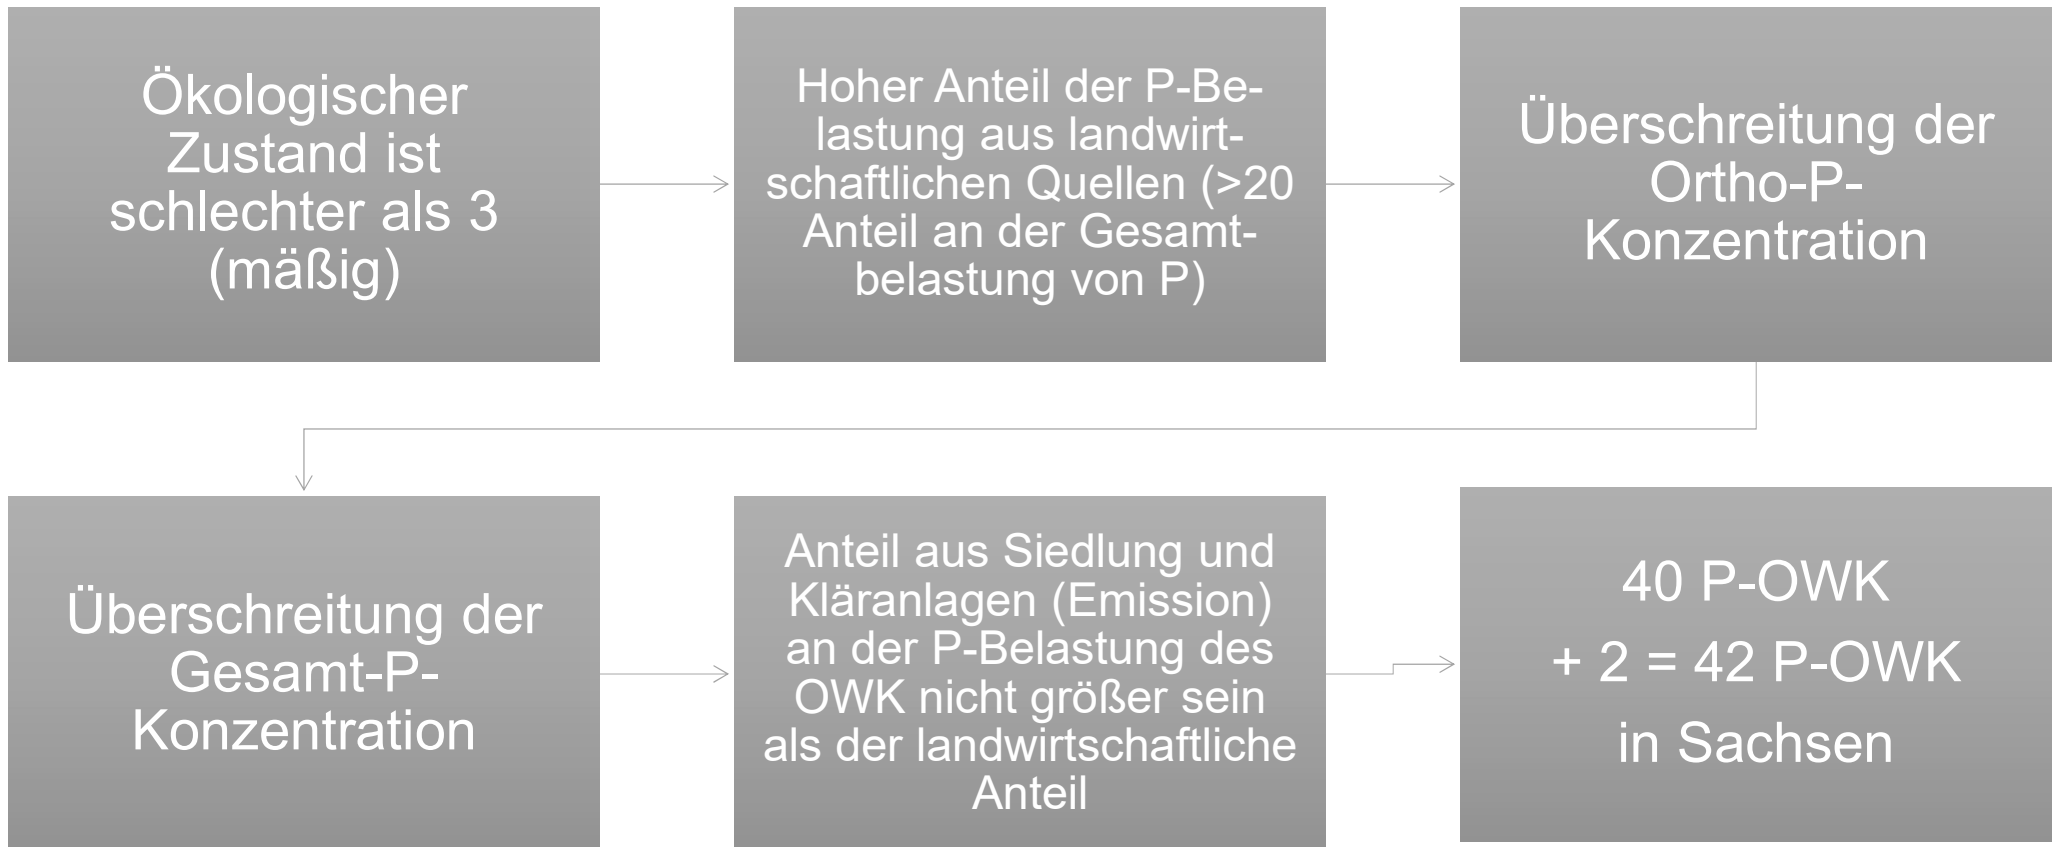 Ökologischer
Zustand ist
schlechter als 3
(mäßig)
Hoher Anteil der P-Be-
lastung aus landwirt-
schaftlichen Quellen (>20
Anteil an der Gesamt-
belastung von P)
Überschreitung der
Ortho-P-
Konzentration
Überschreitung der
Gesamt-P-
Konzentration
Anteil aus Siedlung und
Kläranlagen (Emission)
an der P-Belastung des
OWK nicht größer sein
als der landwirtschaftliche
Anteil
40 P-OWK
+ 2 = 42 P-OWK
in Sachsen